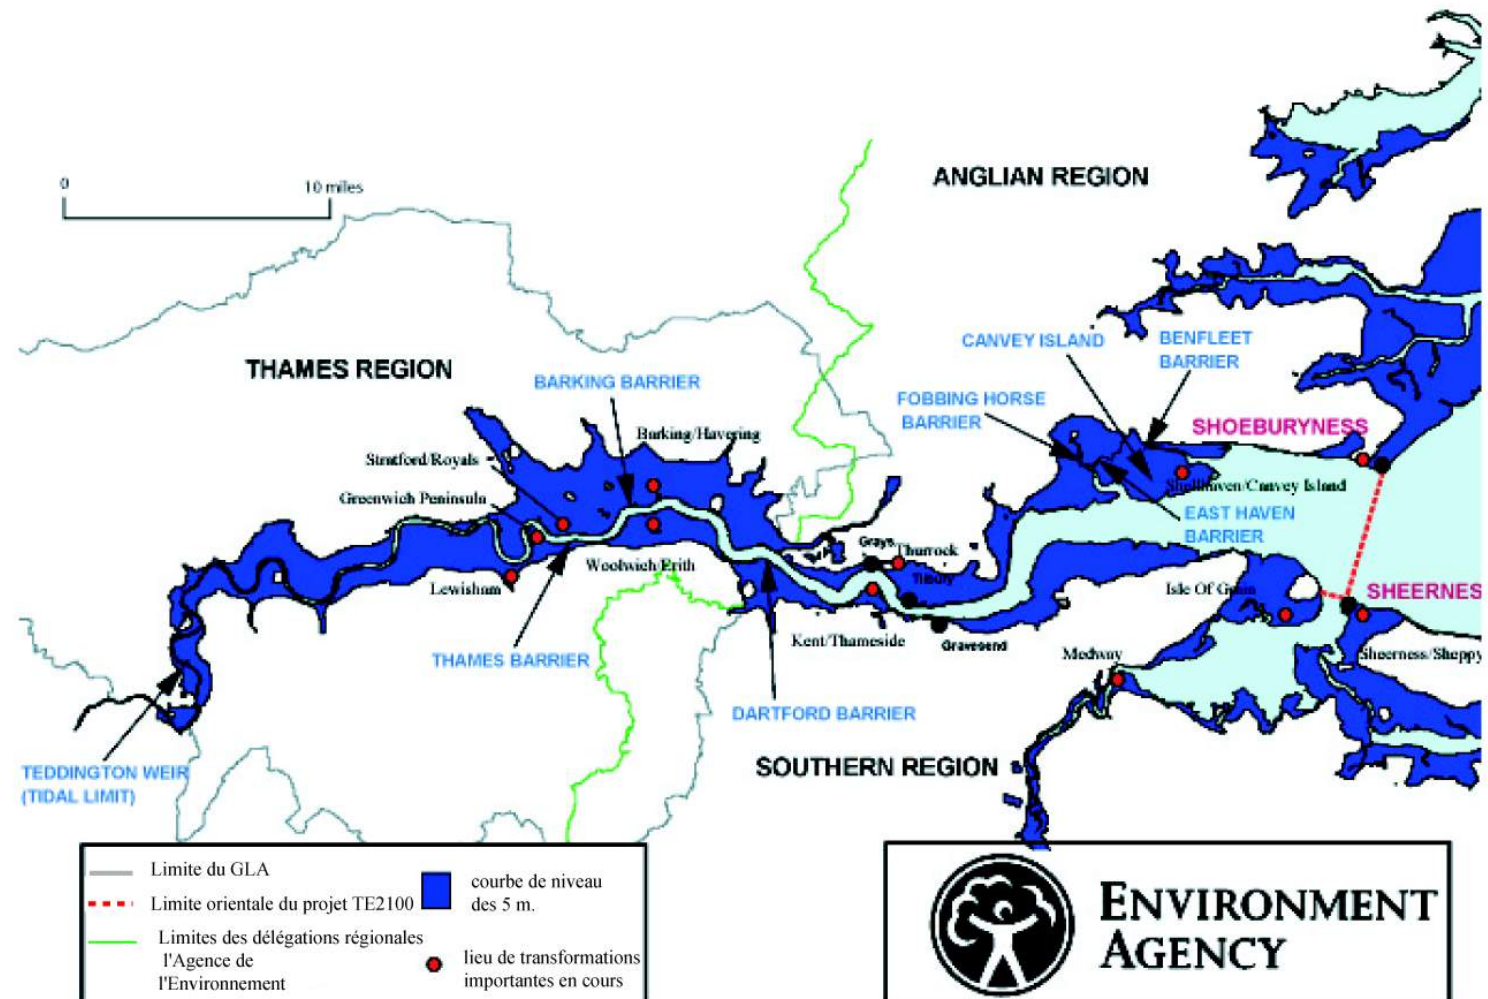 0
10 miles
ANGLIAN REGION
THAMES REGION
CANVEY ISLAND
BENFLEET
BARRIER
BARKING BARRIER
FOBBING HORSE
BARRIER
SHOEBURYNESS
Barking/Havering
Stratford/Royals
Greenwich Peninsula
Shellhaven/Canvey Island
EAST HAVEN
BARRIER
Grays
Thurrock
Woolwich/Erith
Tilbury
Lewisham
Isle Of Grain
SHEERNES
Kent/Thameside
Gravesend
Medway
Sheerness/Sheppy
THAMES BARRIER
DARTFORD BARRIER
SOUTHERN REGION
TEDDINGTON WEIR
(TIDAL LIMIT)
Limite du GLA
Limite orientale du projet TE2100
Limites des délégations régionales
l'Agence de
l'Environnement
courbe de niveau
des 5 m.
lieu de transformations
importantes en cours
ENVIRONMENT
AGENCY